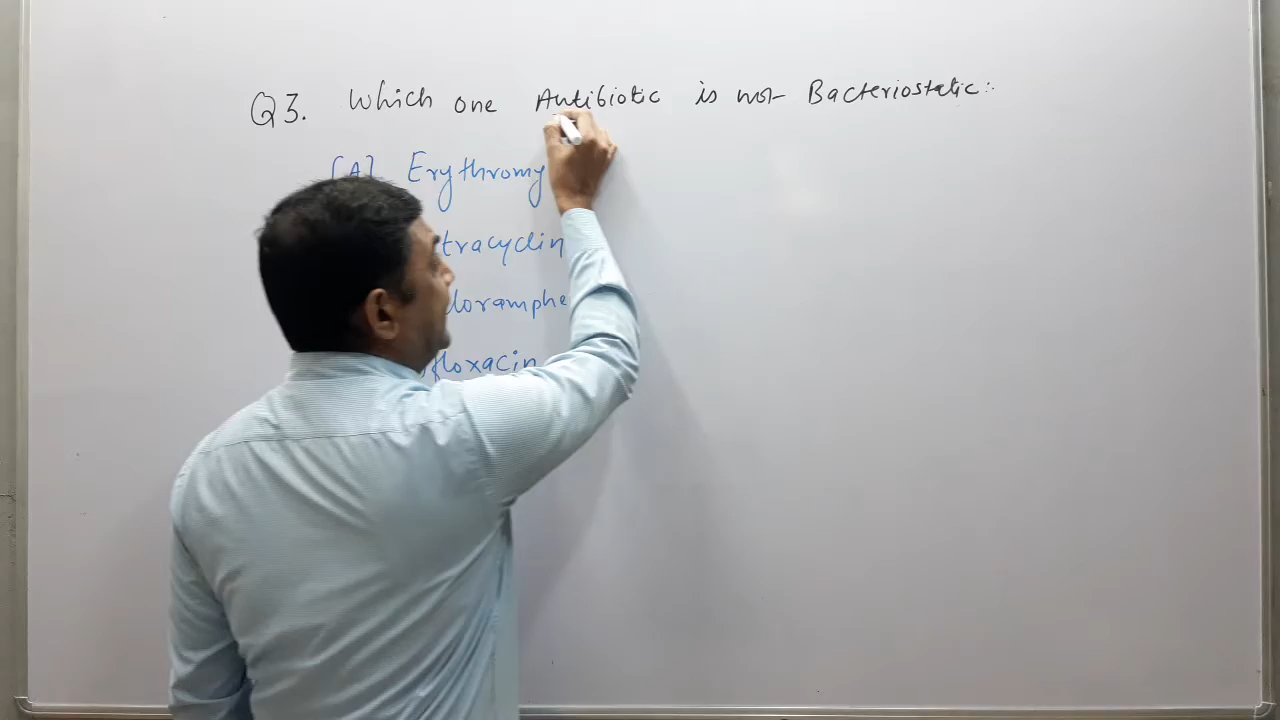 Q3. Which one Antibiotic is not Bacteriostatic:
[A] Erythromy
tracyclin
loramphe
floxacin